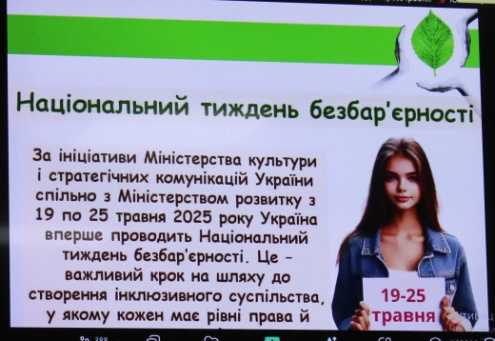 Національний тиждень безбар'єрності
За ініціативи Міністерства культури
і стратегічних комунікацій України
спільно з Міністерством розвитку з
19 по 25 травня 2025 року Україна
вперше проводить Національний
тиждень безбар'єрності. Це –
важливий крок на шляху до
створення інклюзивного суспільства,
у якому кожен має рівні права й
19-25
травня